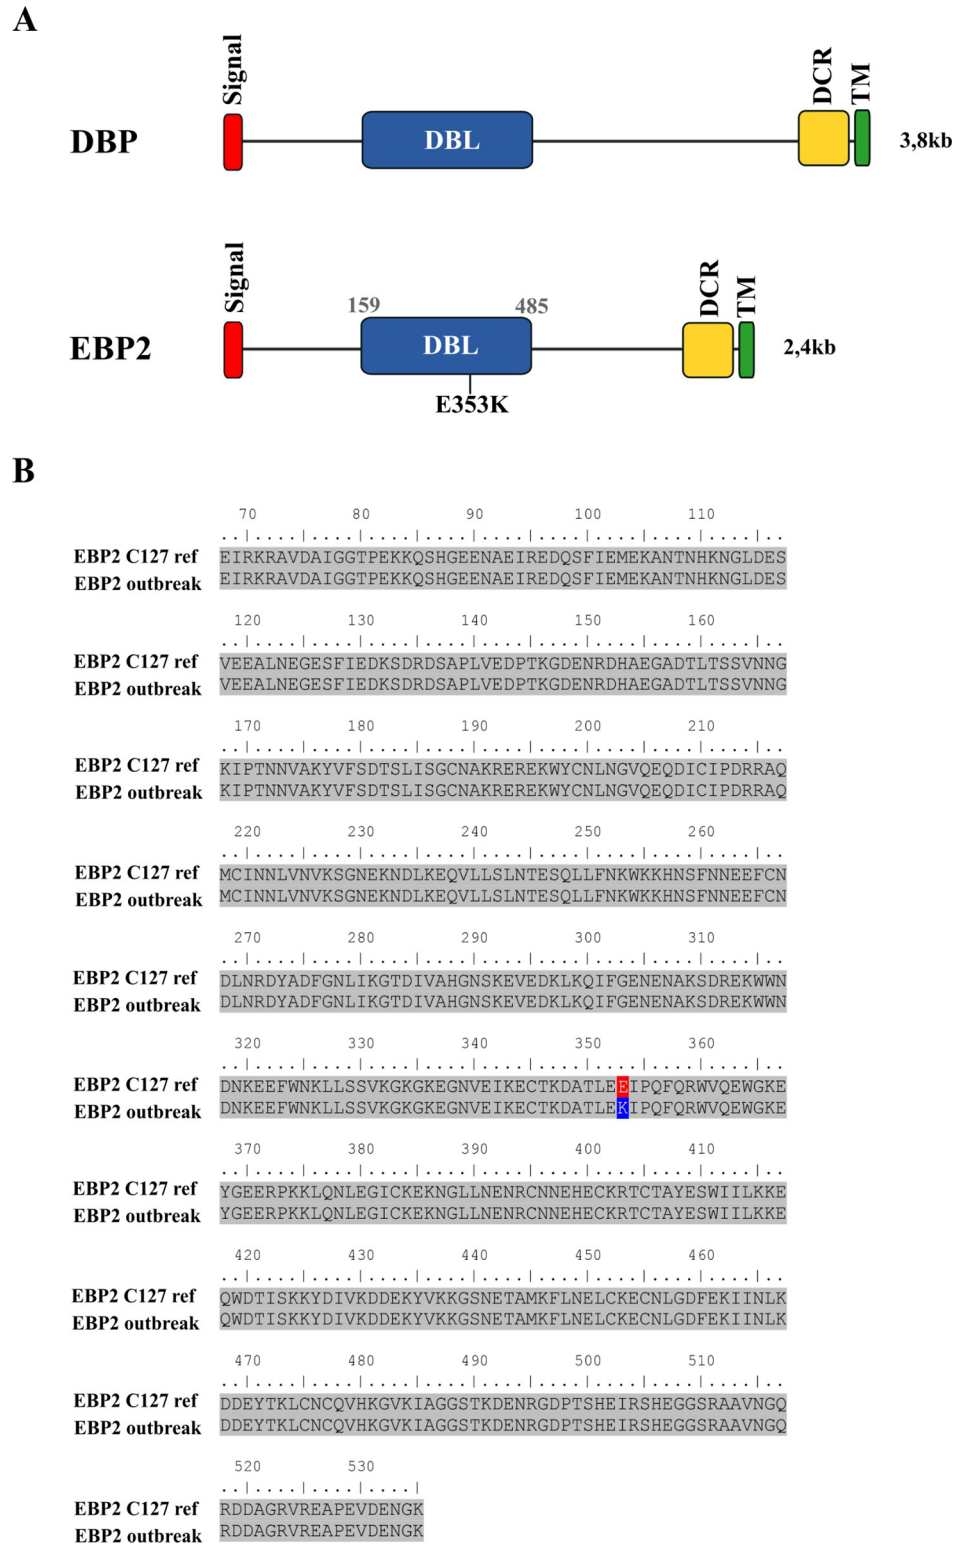 A
Signal
DCR
TM
DBP
DBL
3,8kb
Signal
DCR
TM
159
485
EBP2
DBL
2,4kb
E353K
B
70 80 90 100 110
EBP2 C127 ref EIRKRAVDAIGGTPEKKQSHGEENAEIREDQSFIEMEKANTNHKNGLDES
EBP2 outbreak EIRKRAVDAIGGTPEKKQSHGEENAEIREDQSFIEMEKANTNHKNGLDES
120 130 140 150 160
EBP2 C127 ref VEEALNEGESFIEDKSDRDSAPLVEDPTKGDENRDHAEGADTLTSSVNNG
EBP2 outbreak VEEALNEGESFIEDKSDRDSAPLVEDPTKGDENRDHAEGADTLTSSVNNG
170 180 190 200 210
EBP2 C127 ref KIPTNNVAKYVFSDTSLISGCNAKREREKWYCNLNGVQEQDICIPDRRAQ
EBP2 outbreak KIPTNNVAKYVFSDTSLISGCNAKREREKWYCNLNGVQEQDICIPDRRAQ
220 230 240 250 260
EBP2 C127 ref MCINNLVNVKSGNEKNDLKEQVLLSLNTESQLLFNKWKKHNSFNNEEFCN
EBP2 outbreak MCINNLVNVKSGNEKNDLKEQVLLSLNTESQLLFNKWKKHNSFNNEEFCN
270 280 290 300 310
EBP2 C127 ref DLNRDYADFGNLIKGTDIVAHGNSKEVEDKLKQIFGENENAKSDREKWWN
EBP2 outbreak DLNRDYADFGNLIKGTDIVAHGNSKEVEDKLKQIFGENENAKSDREKWWN
320 330 340 350 360
EBP2 C127 ref DNKEEFWNKLLSSVKGKGKEGNVEIKECTKDATLEEIPQFQRWVQEWGKE
EBP2 outbreak DNKEEFWNKLLSSVKGKGKEGNVEIKECTKDATLEKIPQFQRWVQEWGKE
370 380 390 400 410
EBP2 C127 ref YGEERPKKLQNLEGICKEKNGLLNENRCNNEHECKRTCTAYESWIILKKE
EBP2 outbreak YGEERPKKLQNLEGICKEKNGLLNENRCNNEHECKRTCTAYESWIILKKE
420 430 440 450 460
EBP2 C127 ref QWDTISKKYDIVKDDEKYVKKGSNETAMKFLNELCKECNLGDFEKIINLK
EBP2 outbreak QWDTISKKYDIVKDDEKYVKKGSNETAMKFLNELCKECNLGDFEKIINLK
470 480 490 500 510
EBP2 C127 ref DDEYTKLCNCQVHKGVKIAGGSTKDENRGDPTSHEIRSHEGGSRAAVNGQ
EBP2 outbreak DDEYTKLCNCQVHKGVKIAGGSTKDENRGDPTSHEIRSHEGGSRAAVNGQ
520 530
EBP2 C127 ref RDDAGRVREAPEVDENGK
EBP2 outbreak RDDAGRVREAPEVDENGK